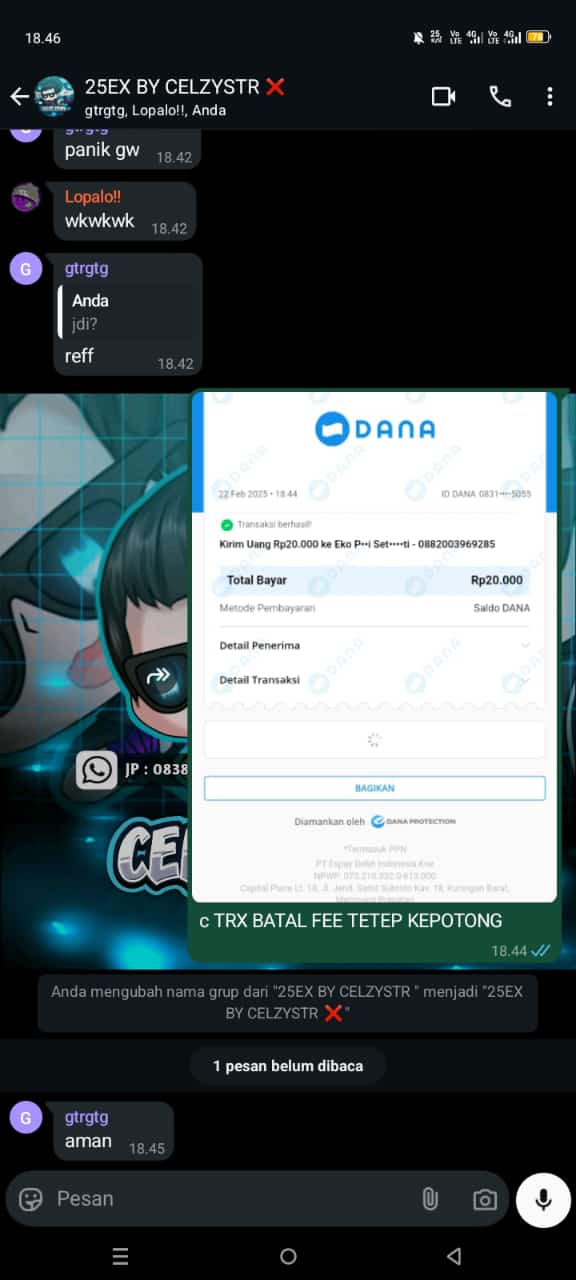 18.46
25EX BY CELZYSTR ❌
gtrgtg, Lopalo!!, Anda
gtrgtg
panik gw 18.42
Lopalo!!
wkwkwk 18.42
G gtrgtg
Anda
jdi?
reff 18.42
DANA
22 Feb 2025 • 18.44 ID DANA 0831••••5055
Transaksi berhasil!
Kirim Uang Rp20.000 ke Eko P••i Set••••ti - 0882003969285
Total Bayar Rp20.000
Metode Pembayaran Saldo DANA
Detail Penerima
Detail Transaksi
JP : 0838
CE
BAGIKAN
Diamankan oleh DANA PROTECTION
*Termasuk PPN
PT Espay Debit Indonesia Koe
Capital Place Lt. 18, Jl. Jend. Gatot Subroto Kav. 18, Kuningan Barat,
c TRX BATAL FEE TETEP KEPOTONG
18.44
Anda mengubah nama grup dari "25EX BY CELZYSTR " menjadi "25EX
BY CELZYSTR ❌"
1 pesan belum dibaca
G gtrgtg
aman 18.45
Pesan